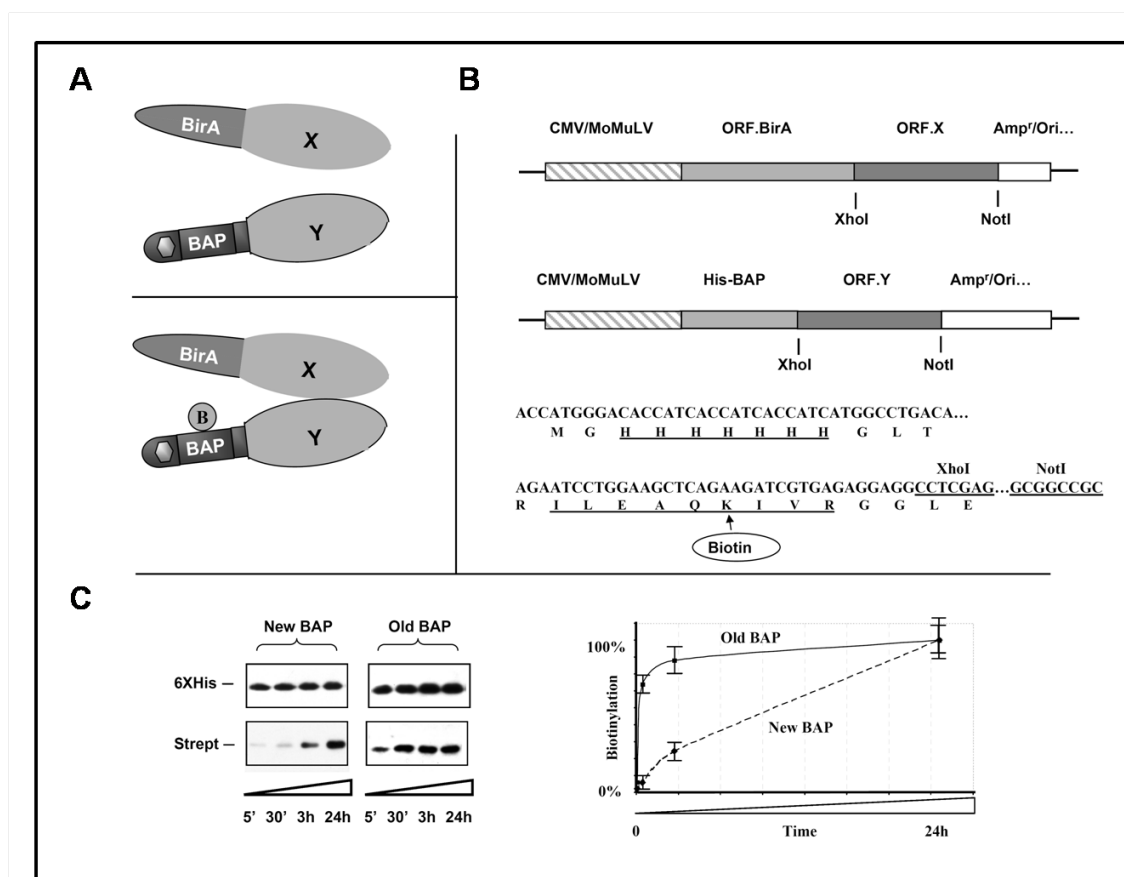 A
BirA
X
BAP
Y
BirA
X
B
BAP
Y
B
CMV/MoMuLV ORF.BirA ORF.X Ampʳ/Ori...
XhoI NotI
CMV/MoMuLV His-BAP ORF.Y Ampʳ/Ori...
XhoI NotI
ACCATGGGACACCATCACCATCACCATCATGGCCTGACA...
M G H H H H H H H G L T
XhoI NotI
AGAATCCTGGAAGCTCAGAAGATCGTGAGAGGAGGCCTCGAG...GCGGCCGC
R I L E A Q K I V R G G L E
Biotin
C
New BAP Old BAP
6XHis
Strept
5' 30' 3h 24h 5' 30' 3h 24h
100%
Old BAP
Biotinylation
New BAP
0%
0 Time 24h